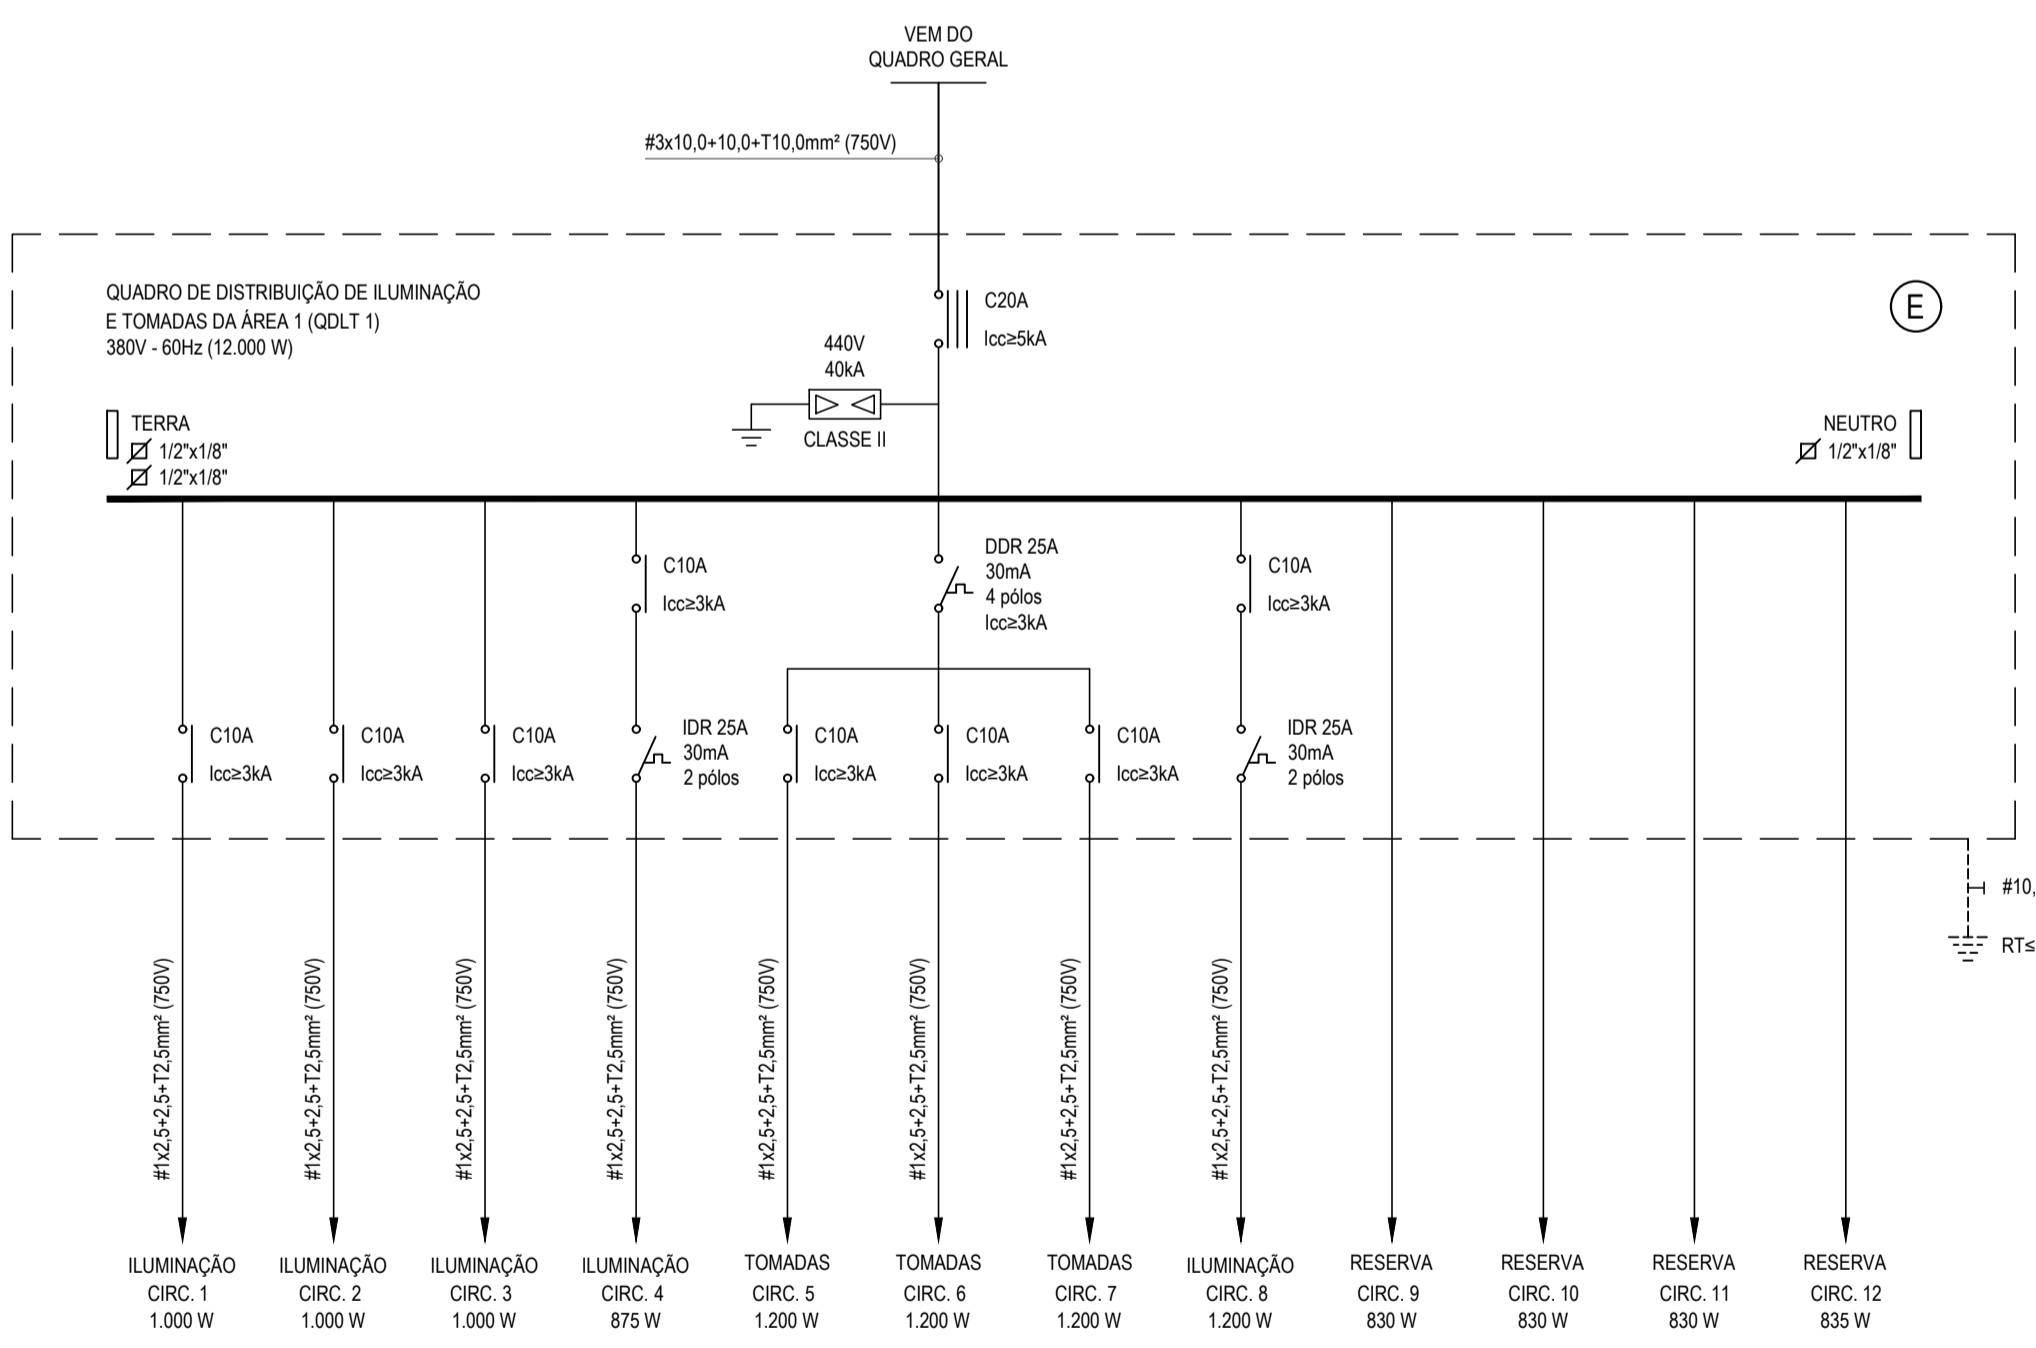 VEM DO
QUADRO GERAL
#3x10,0+10,0+T10,0mm² (750V)
QUADRO DE DISTRIBUIÇÃO DE ILUMINAÇÃO
E TOMADAS DA ÁREA 1 (QDLT 1)
380V - 60Hz (12.000 W)
C20A
Icc≥5kA
E
440V
40kA
CLASSE II
TERRA
1/2"x1/8"
1/2"x1/8"
NEUTRO
1/2"x1/8"
C10A
Icc≥3kA
DDR 25A
30mA
4 pólos
Icc≥3kA
C10A
Icc≥3kA
C10A
Icc≥3kA
C10A
Icc≥3kA
C10A
Icc≥3kA
IDR 25A
30mA
2 pólos
C10A
Icc≥3kA
C10A
Icc≥3kA
C10A
Icc≥3kA
IDR 25A
30mA
2 pólos
#10,
RT≤
#1x2,5+2,5+T2,5mm² (750V)
#1x2,5+2,5+T2,5mm² (750V)
#1x2,5+2,5+T2,5mm² (750V)
#1x2,5+2,5+T2,5mm² (750V)
#1x2,5+2,5+T2,5mm² (750V)
#1x2,5+2,5+T2,5mm² (750V)
#1x2,5+2,5+T2,5mm² (750V)
#1x2,5+2,5+T2,5mm² (750V)
ILUMINAÇÃO
CIRC. 1
1.000 W
ILUMINAÇÃO
CIRC. 2
1.000 W
ILUMINAÇÃO
CIRC. 3
1.000 W
ILUMINAÇÃO
CIRC. 4
875 W
TOMADAS
CIRC. 5
1.200 W
TOMADAS
CIRC. 6
1.200 W
TOMADAS
CIRC. 7
1.200 W
ILUMINAÇÃO
CIRC. 8
1.200 W
RESERVA
CIRC. 9
830 W
RESERVA
CIRC. 10
830 W
RESERVA
CIRC. 11
830 W
RESERVA
CIRC. 12
835 W